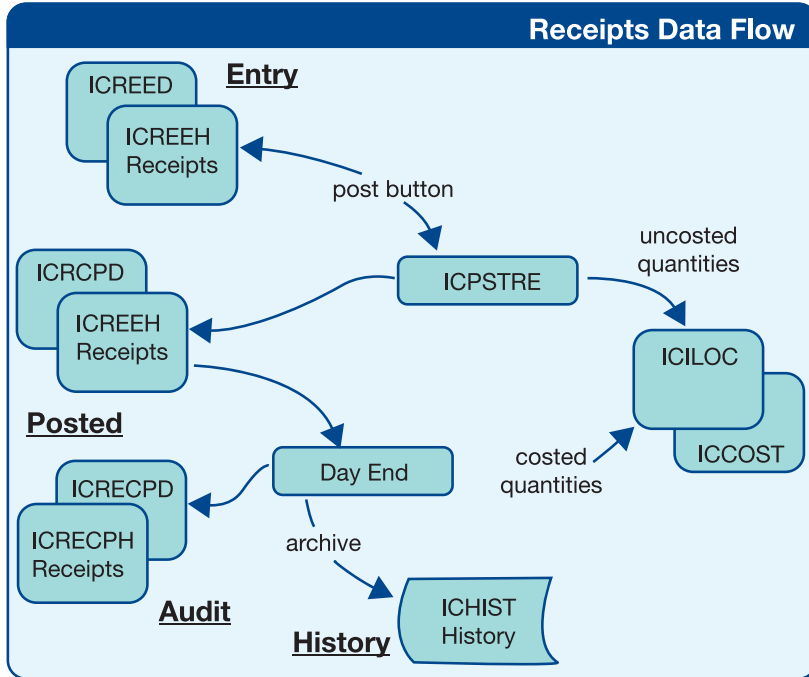 Receipts Data Flow
Entry
ICREED
ICREEH
Receipts
post button
ICPSTRE
uncosted
quantities
ICRCPD
ICREEH
Receipts
Posted
ICILOC
ICCOST
costed
quantities
Day End
ICRECPD
ICRECPH
Receipts
Audit
archive
ICHIST
History
History